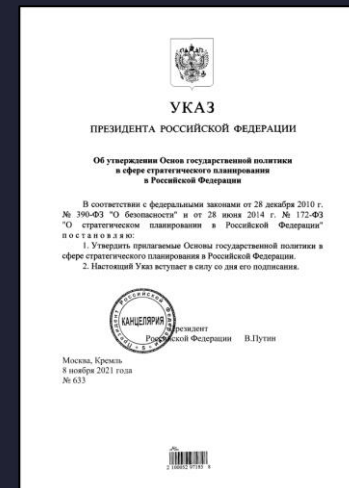 УКАЗ
ПРЕЗИДЕНТА РОССИЙСКОЙ ФЕДЕРАЦИИ
Об утверждении Основ государственной политики
в сфере стратегического планирования
в Российской Федерации
В соответствии с федеральными законами от 28 декабря 2010 г.
№ 390-ФЗ "О безопасности" и от 28 июня 2014 г. № 172-ФЗ
"О стратегическом планировании в Российской Федерации"
постановляю:
1. Утвердить прилагаемые Основы государственной политики в
сфере стратегического планирования в Российской Федерации.
2. Настоящий Указ вступает в силу со дня его подписания.
КАНЦЕЛЯРИЯ
Президент
Российской Федерации В.Путин
Москва, Кремль
8 ноября 2021 года
№ 633